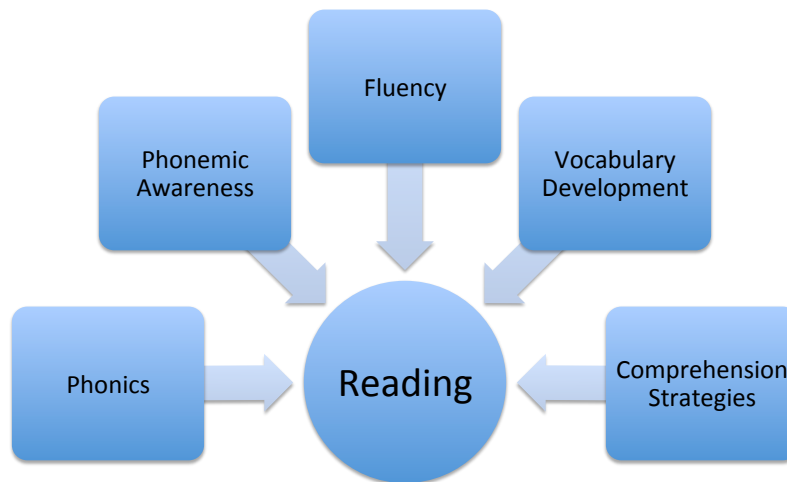 Fluency
Phonemic
Awareness
Vocabulary
Development
Phonics
Reading
Comprehension
Strategies